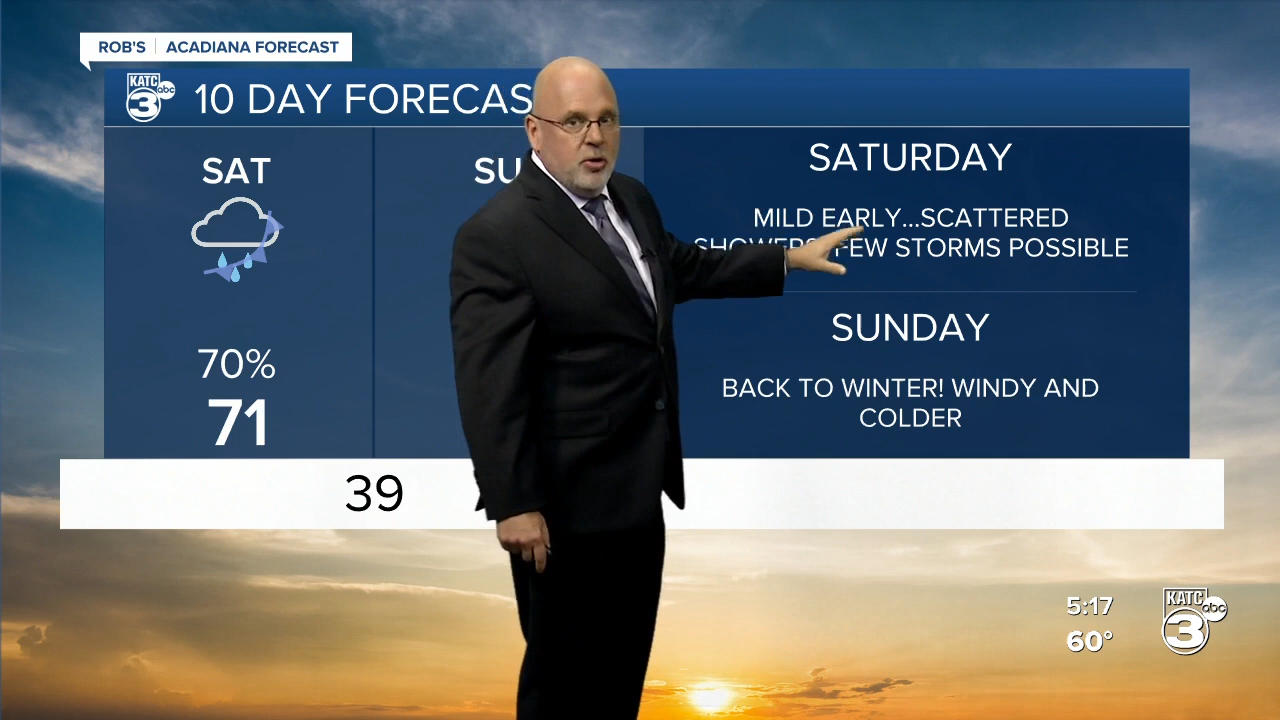 ROB'S | ACADIANA FORECAST
KATC abc 3
10 DAY FORECAS
SAT
SU
70%
71
39
SATURDAY
MILD EARLY...SCATTERED
SHOWERS, FEW STORMS POSSIBLE
SUNDAY
BACK TO WINTER! WINDY AND
COLDER
5:17
60°
KATC abc 3